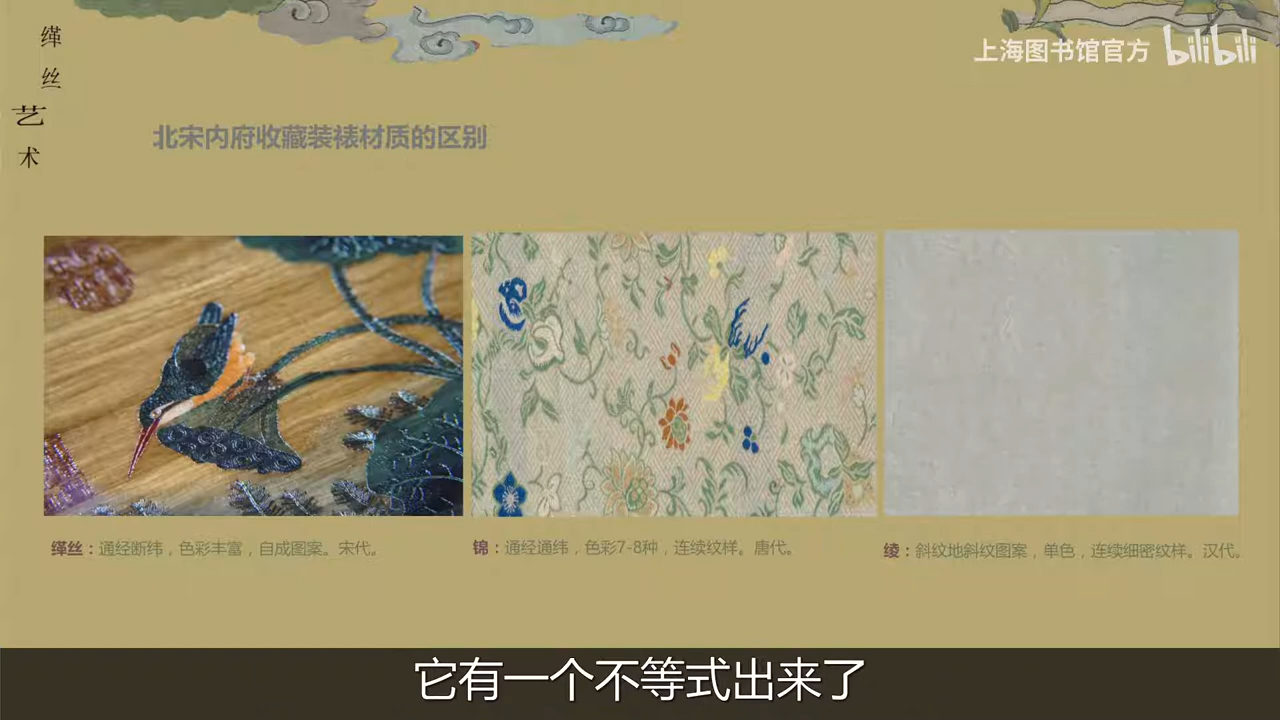 缂丝艺术
上海图书馆官方 bilibili
北宋内府收藏装裱材质的区别
缂丝：通经断纬，色彩丰富，自成图案。宋代。
锦：通经通纬，色彩7-8种，连续纹样。唐代。
绫：斜纹地斜纹图案，单色，连续细密纹样。汉代。
它有一个不等式出来了